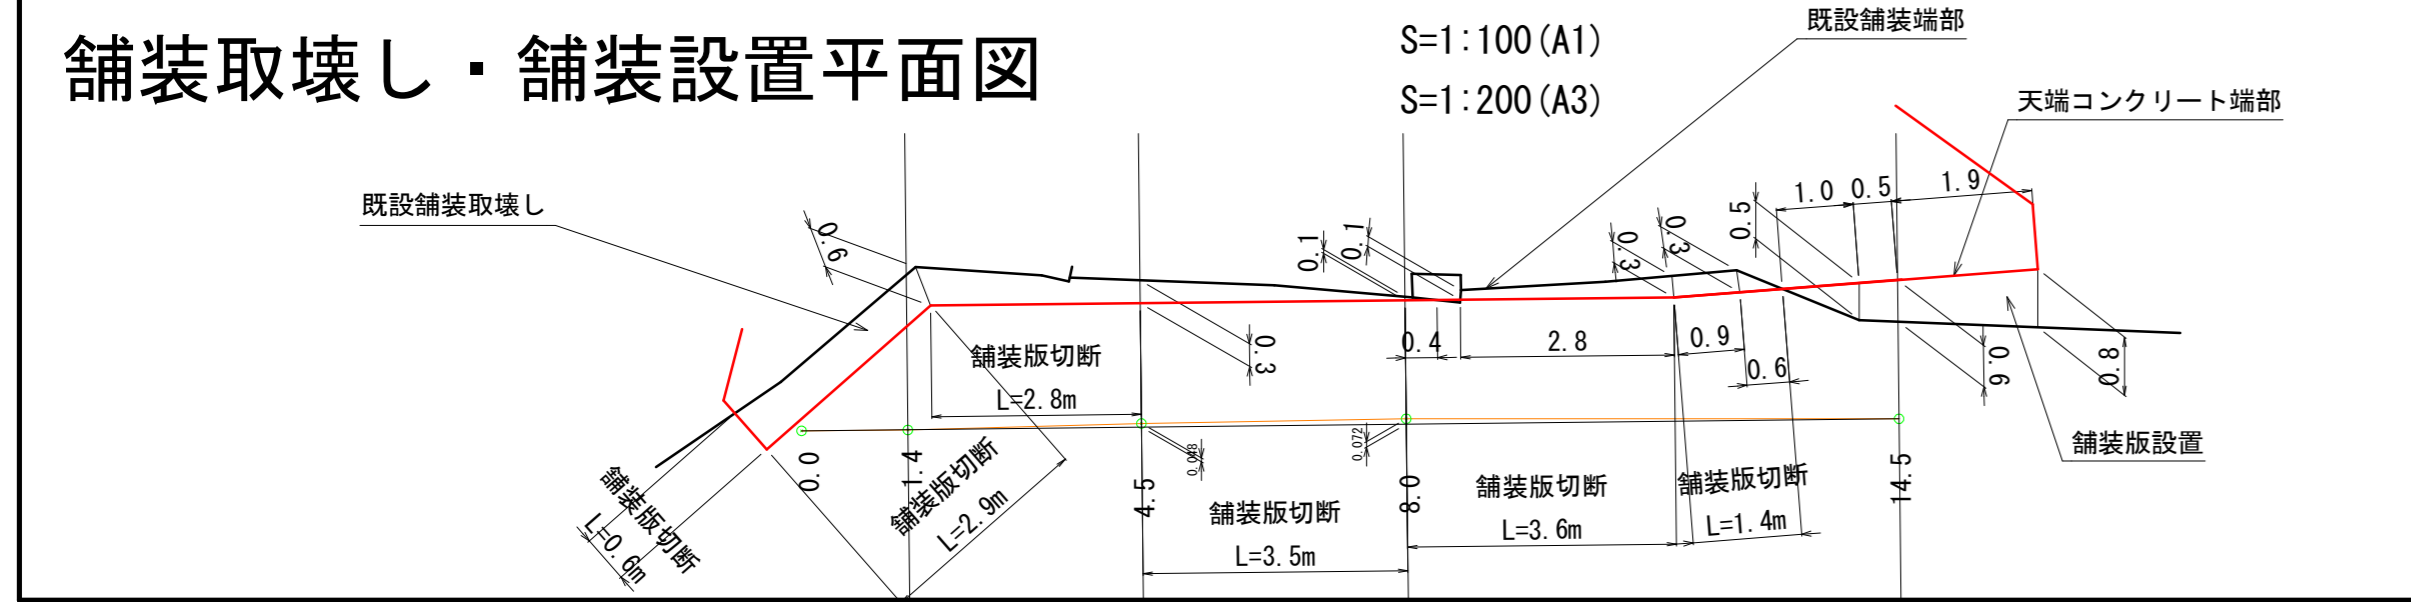 舗装取壊し・舗装設置平面図
S=1:100(A1)
S=1:200(A3)
既設舗装端部
天端コンクリート端部
既設舗装取壊し
0.6
0.1
0.1
0.3
0.3
0.5
1.0
0.5
1.9
0.3
0.4
2.8
0.9
0.6
0.6
0.8
舗装版切断
L=2.8m
舗装版設置
0.0
1.4
4.5
8.0
14.5
0.048
0.072
舗装版切断
L=0.6m
舗装版切断
L=2.9m
舗装版切断
L=3.5m
舗装版切断
L=3.6m
舗装版切断
L=1.4m